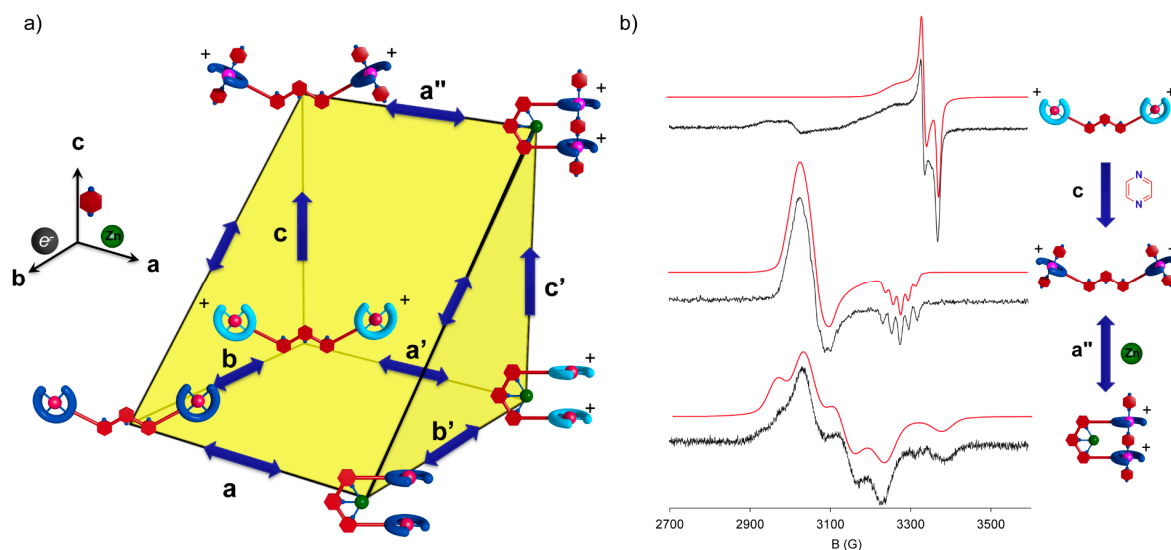 a)
b)
+
+
a"
+
+
c
e-
Zn
b
a
c
c'
+
+
b
a'
+
+
b'
a
+
+
c
N
N
+
+
a"
Zn
+
+
2700
2900
3100
3300
3500
B (G)